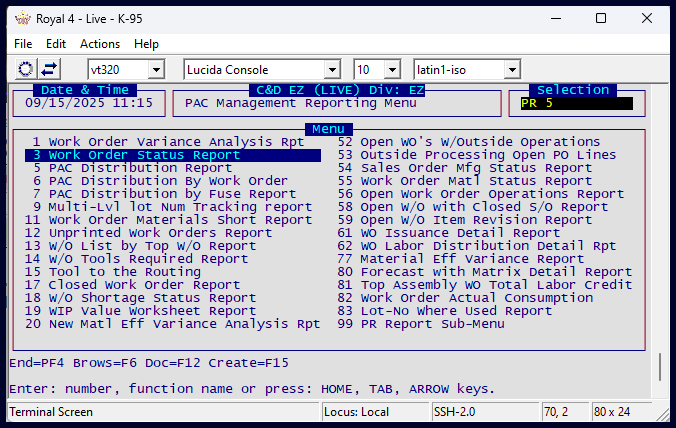 Royal 4 - Live - K-95
File Edit Actions Help
vt320 Lucida Console 10 latin1-iso
Date & Time C&D EZ (LIVE) Div: EZ Selection
09/15/2025 11:15 PAC Management Reporting Menu PR 5
Menu
1 Work Order Variance Analysis Rpt 52 Open WO's W/Outside Operations
3 Work Order Status Report 53 Outside Processing Open PO Lines
5 PAC Distribution Report 54 Sales Order Mfg Status Report
6 PAC Distribution By Work Order 55 Work Order Matl Status Report
7 PAC Distribution by Fuse Report 56 Open Work Order Operations Report
9 Multi-Lvl lot Num Tracking report 58 Open W/O with Closed S/O Report
11 Work Order Materials Short Report 59 Open W/O Item Revision Report
12 Unprinted Work Orders Report 61 WO Issuance Detail Report
13 W/O List by Top W/O Report 62 WO Labor Distribution Detail Rpt
14 W/O Tools Required Report 77 Material Eff Variance Report
15 Tool to the Routing 80 Forecast with Matrix Detail Report
17 Closed Work Order Report 81 Top Assembly WO Total Labor Credit
18 W/O Shortage Status Report 82 Work Order Actual Consumption
19 WIP Value Worksheet Report 83 Lot-No Where Used Report
20 New Matl Eff Variance Analysis Rpt 99 PR Report Sub-Menu
End=PF4 Brows=F6 Doc=F12 Create=F15
Enter: number, function name or press: HOME, TAB, ARROW keys.
Terminal Screen Locus: Local SSH-2.0 70, 2 80 x 24